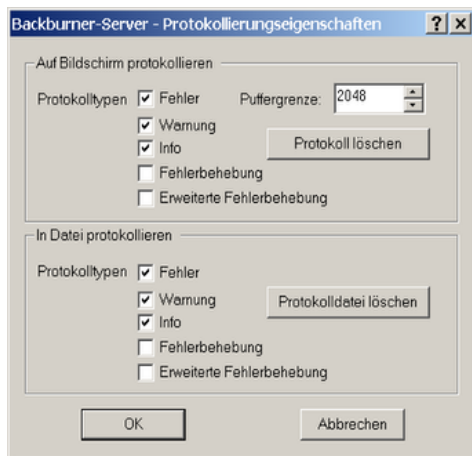 Backburner-Server - Protokollierungseigenschaften
Auf Bildschirm protokollieren
Protokolltypen Fehler Puffergrenze: 2048
Warnung
Info Protokoll löschen
Fehlerbehebung
Erweiterte Fehlerbehebung
In Datei protokollieren
Protokolltypen Fehler
Warnung Protokolldatei löschen
Info
Fehlerbehebung
Erweiterte Fehlerbehebung
OK Abbrechen